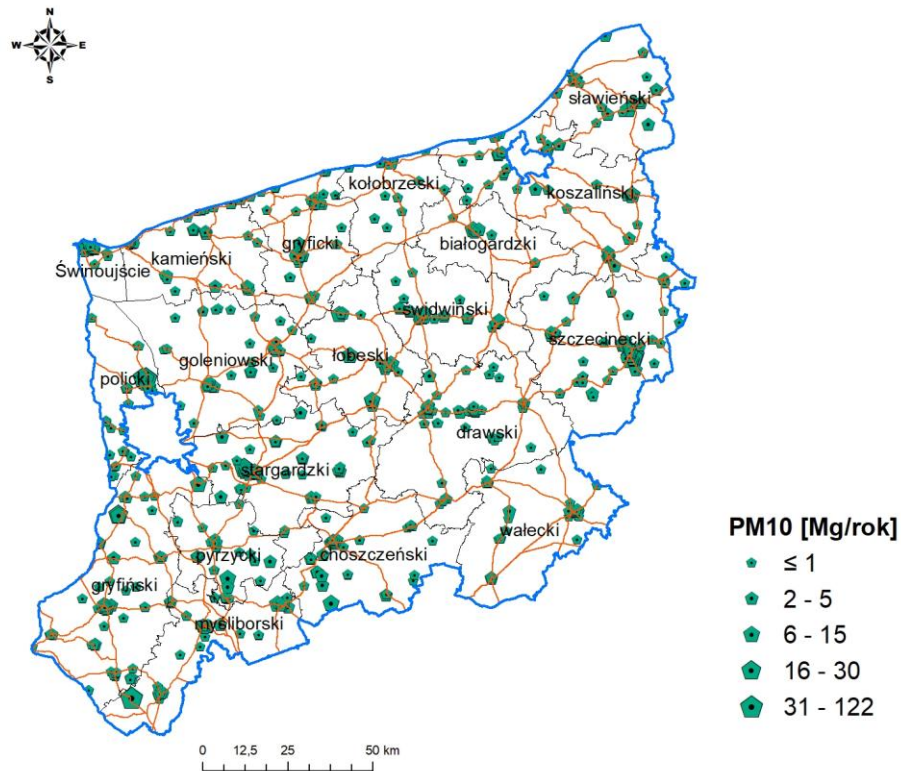 N
W E
S
sławieński
kołobrzeski
koszaliński
gryficki
białogardzki
kamieński
Świnoujście
świdwiński
szczecinecki
goleniowski
łobeski
policki
drawski
stargardzki
wałecki
pyrzycki
choszczeński
gryfiński
myśliborski
PM10 [Mg/rok]
≤ 1
2 - 5
6 - 15
16 - 30
31 - 122
0 12,5 25 50 km